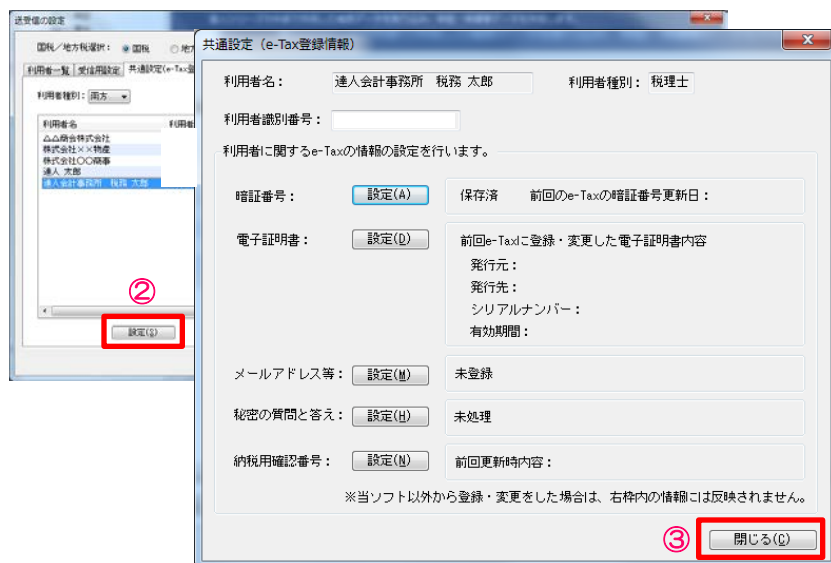 送受信の設定
国税/地方税選択: 国税 地方
利用者一覧 受信用設定 共通設定(e-Tax登
利用者種別: 両方
利用者名 利用者
△△商会株式会社
株式会社××物産
株式会社〇〇商事
達人 太郎
達人会計事務所 税務 太郎
②
設定(S)
共通設定(e-Tax登録情報)
利用者名: 達人会計事務所 税務 太郎 利用者種別: 税理士
利用者識別番号:
利用者に関するe-Taxの情報の設定を行います。
暗証番号: 設定(A) 保存済 前回のe-Taxの暗証番号更新日:
電子証明書: 設定(D) 前回e-Taxに登録・変更した電子証明書内容
発行元:
発行先:
シリアルナンバー:
有効期間:
メールアドレス等: 設定(M) 未登録
秘密の質問と答え: 設定(H) 未処理
納税用確認番号: 設定(N) 前回更新時内容:
※当ソフト以外から登録・変更をした場合は、右枠内の情報には反映されません。
③ 閉じる(C)